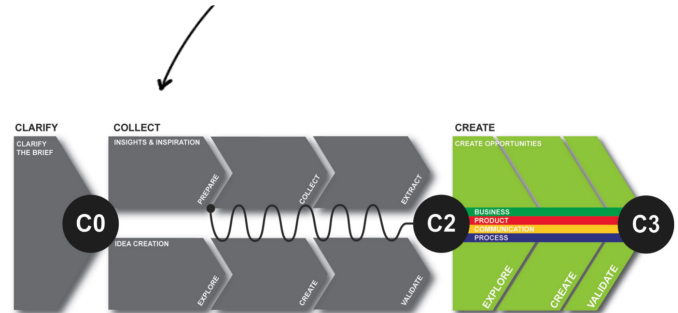 CLARIFY
COLLECT
CREATE
CLARIFY
THE BRIEF
INSIGHTS & INSPIRATION
CREATE OPPORTUNITIES
PREPARE
COLLECT
EXTRACT
C0
C2
C3
BUSINESS
PRODUCT
COMMUNICATION
PROCESS
IDEA CREATION
EXPLORE
CREATE
VALIDATE
EXPLORE
CREATE
VALIDATE